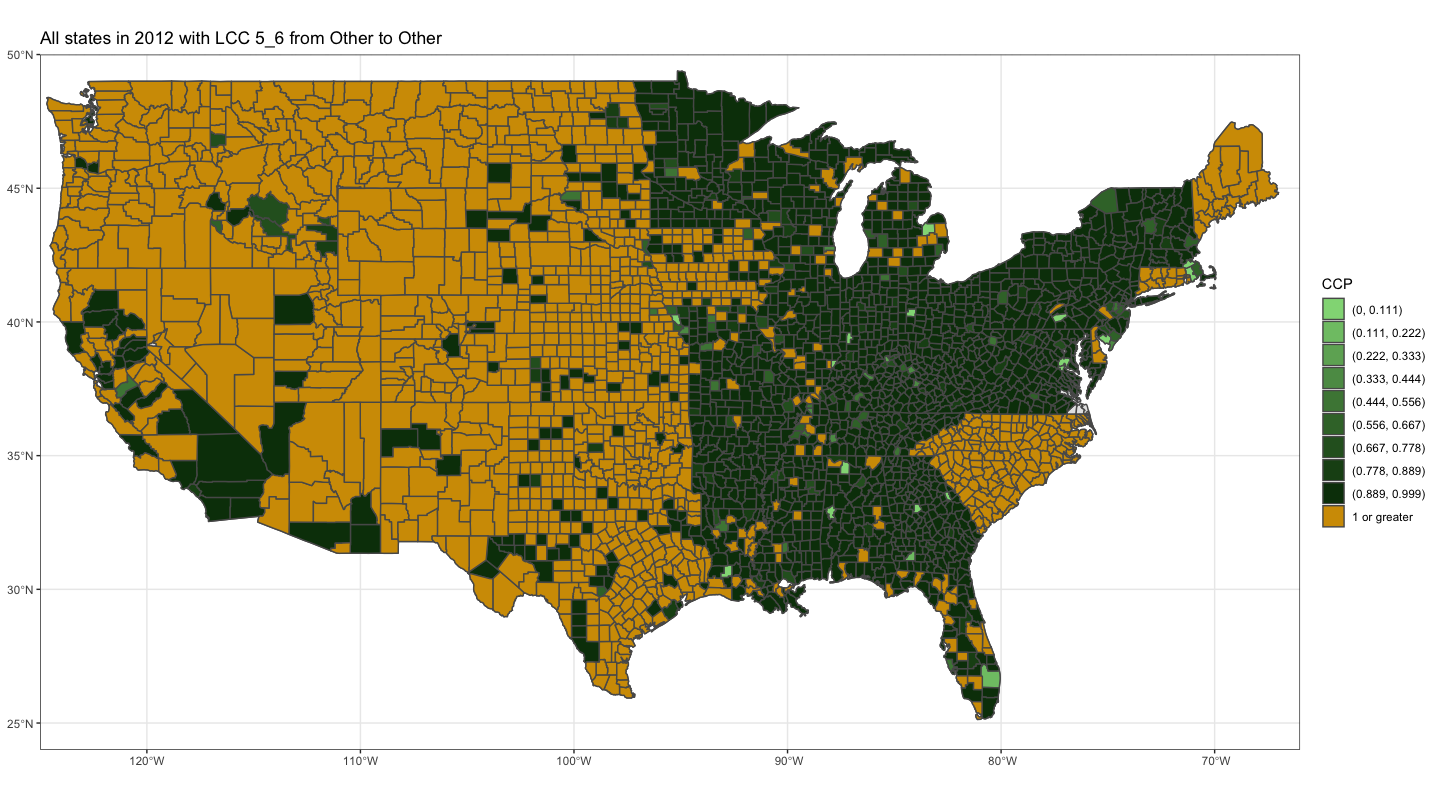 All states in 2012 with LCC 5_6 from Other to Other
50°N
45°N
40°N
35°N
30°N
25°N
120°W
110°W
100°W
90°W
80°W
70°W
CCP
(0, 0.111)
(0.111, 0.222)
(0.222, 0.333)
(0.333, 0.444)
(0.444, 0.556)
(0.556, 0.667)
(0.667, 0.778)
(0.778, 0.889)
(0.889, 0.999)
1 or greater